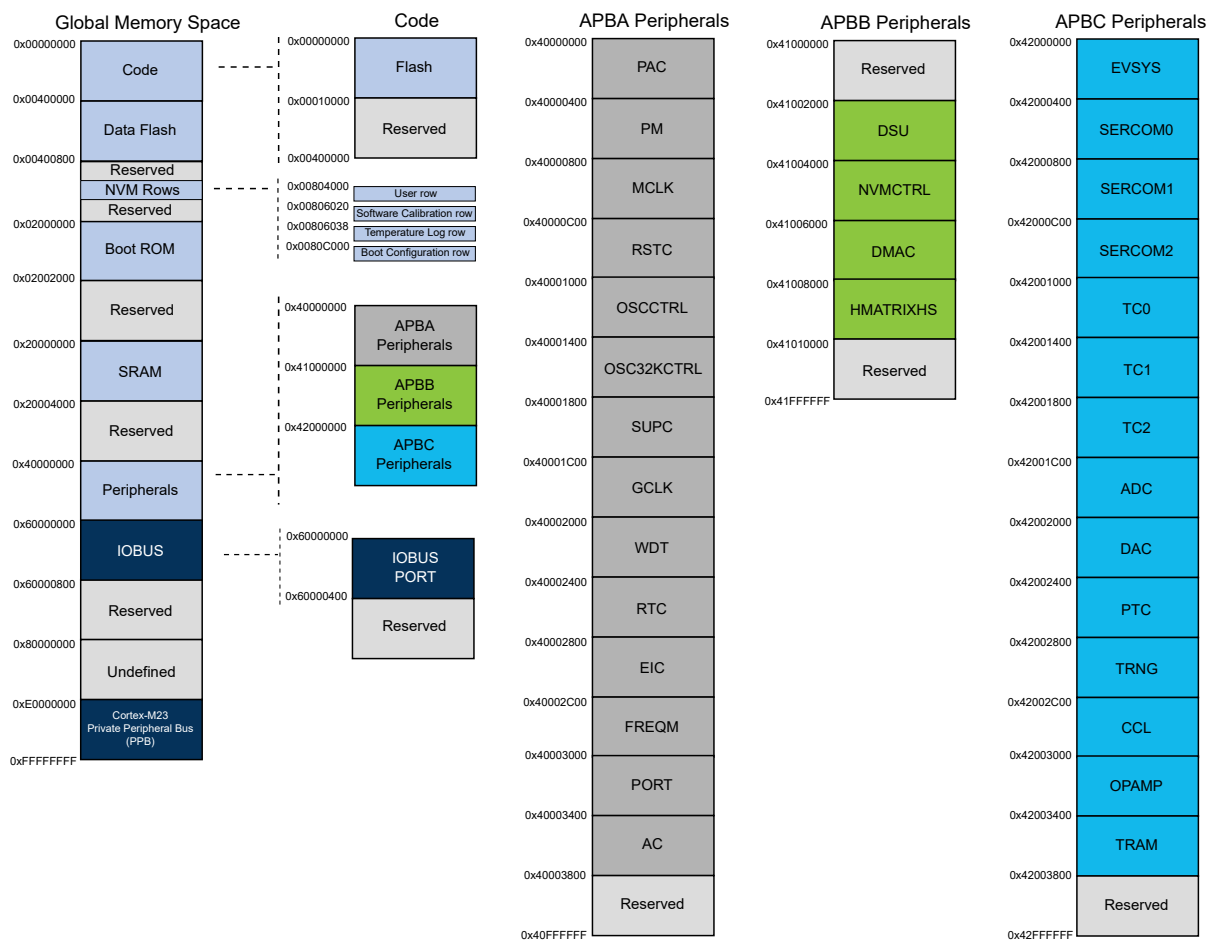 Global Memory Space
0x00000000
Code
0x00400000
Data Flash
0x00400800
Reserved
NVM Rows
Reserved
0x02000000
Boot ROM
0x02002000
Reserved
0x20000000
SRAM
0x20004000
Reserved
0x40000000
Peripherals
0x60000000
IOBUS
0x60000800
Reserved
0x80000000
Undefined
0xE0000000
Cortex-M23
Private Peripheral Bus
(PPB)
0xFFFFFFFF
Code
0x00000000
Flash
0x00010000
Reserved
0x00400000
0x00804000
User row
0x00806020
Software Calibration row
0x00806038
Temperature Log row
0x0080C000
Boot Configuration row
0x40000000
APBA
Peripherals
0x41000000
APBB
Peripherals
0x42000000
APBC
Peripherals
0x60000000
IOBUS
PORT
0x60000400
Reserved
APBA Peripherals
0x40000000
PAC
0x40000400
PM
0x40000800
MCLK
0x40000C00
RSTC
0x40001000
OSCCTRL
0x40001400
OSC32KCTRL
0x40001800
SUPC
0x40001C00
GCLK
0x40002000
WDT
0x40002400
RTC
0x40002800
EIC
0x40002C00
FREQM
0x40003000
PORT
0x40003400
AC
0x40003800
Reserved
0x40FFFFFF
APBB Peripherals
0x41000000
Reserved
0x41002000
DSU
0x41004000
NVMCTRL
0x41006000
DMAC
0x41008000
HMATRIXHS
0x41010000
Reserved
0x41FFFFFF
APBC Peripherals
0x42000000
EVSYS
0x42000400
SERCOM0
0x42000800
SERCOM1
0x42000C00
SERCOM2
0x42001000
TC0
0x42001400
TC1
0x42001800
TC2
0x42001C00
ADC
0x42002000
DAC
0x42002400
PTC
0x42002800
TRNG
0x42002C00
CCL
0x42003000
OPAMP
0x42003400
TRAM
0x42003800
Reserved
0x42FFFFFF